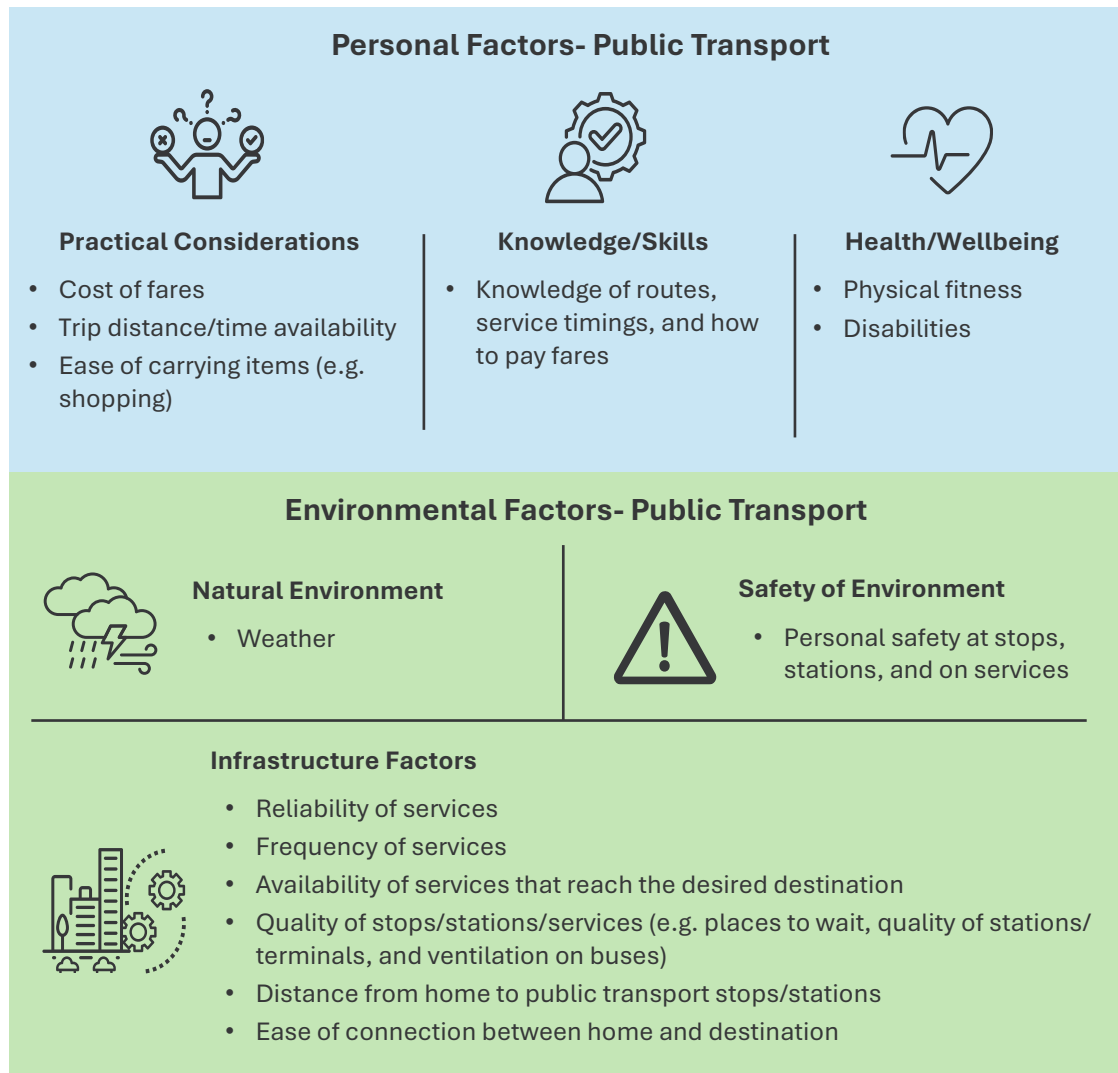 Personal Factors- Public Transport
Practical Considerations
• Cost of fares
• Trip distance/time availability
• Ease of carrying items (e.g.
shopping)
Knowledge/Skills
• Knowledge of routes,
service timings, and how
to pay fares
Health/Wellbeing
• Physical fitness
• Disabilities
Environmental Factors- Public Transport
Natural Environment
• Weather
Safety of Environment
• Personal safety at stops,
stations, and on services
Infrastructure Factors
• Reliability of services
• Frequency of services
• Availability of services that reach the desired destination
• Quality of stops/stations/services (e.g. places to wait, quality of stations/
terminals, and ventilation on buses)
• Distance from home to public transport stops/stations
• Ease of connection between home and destination